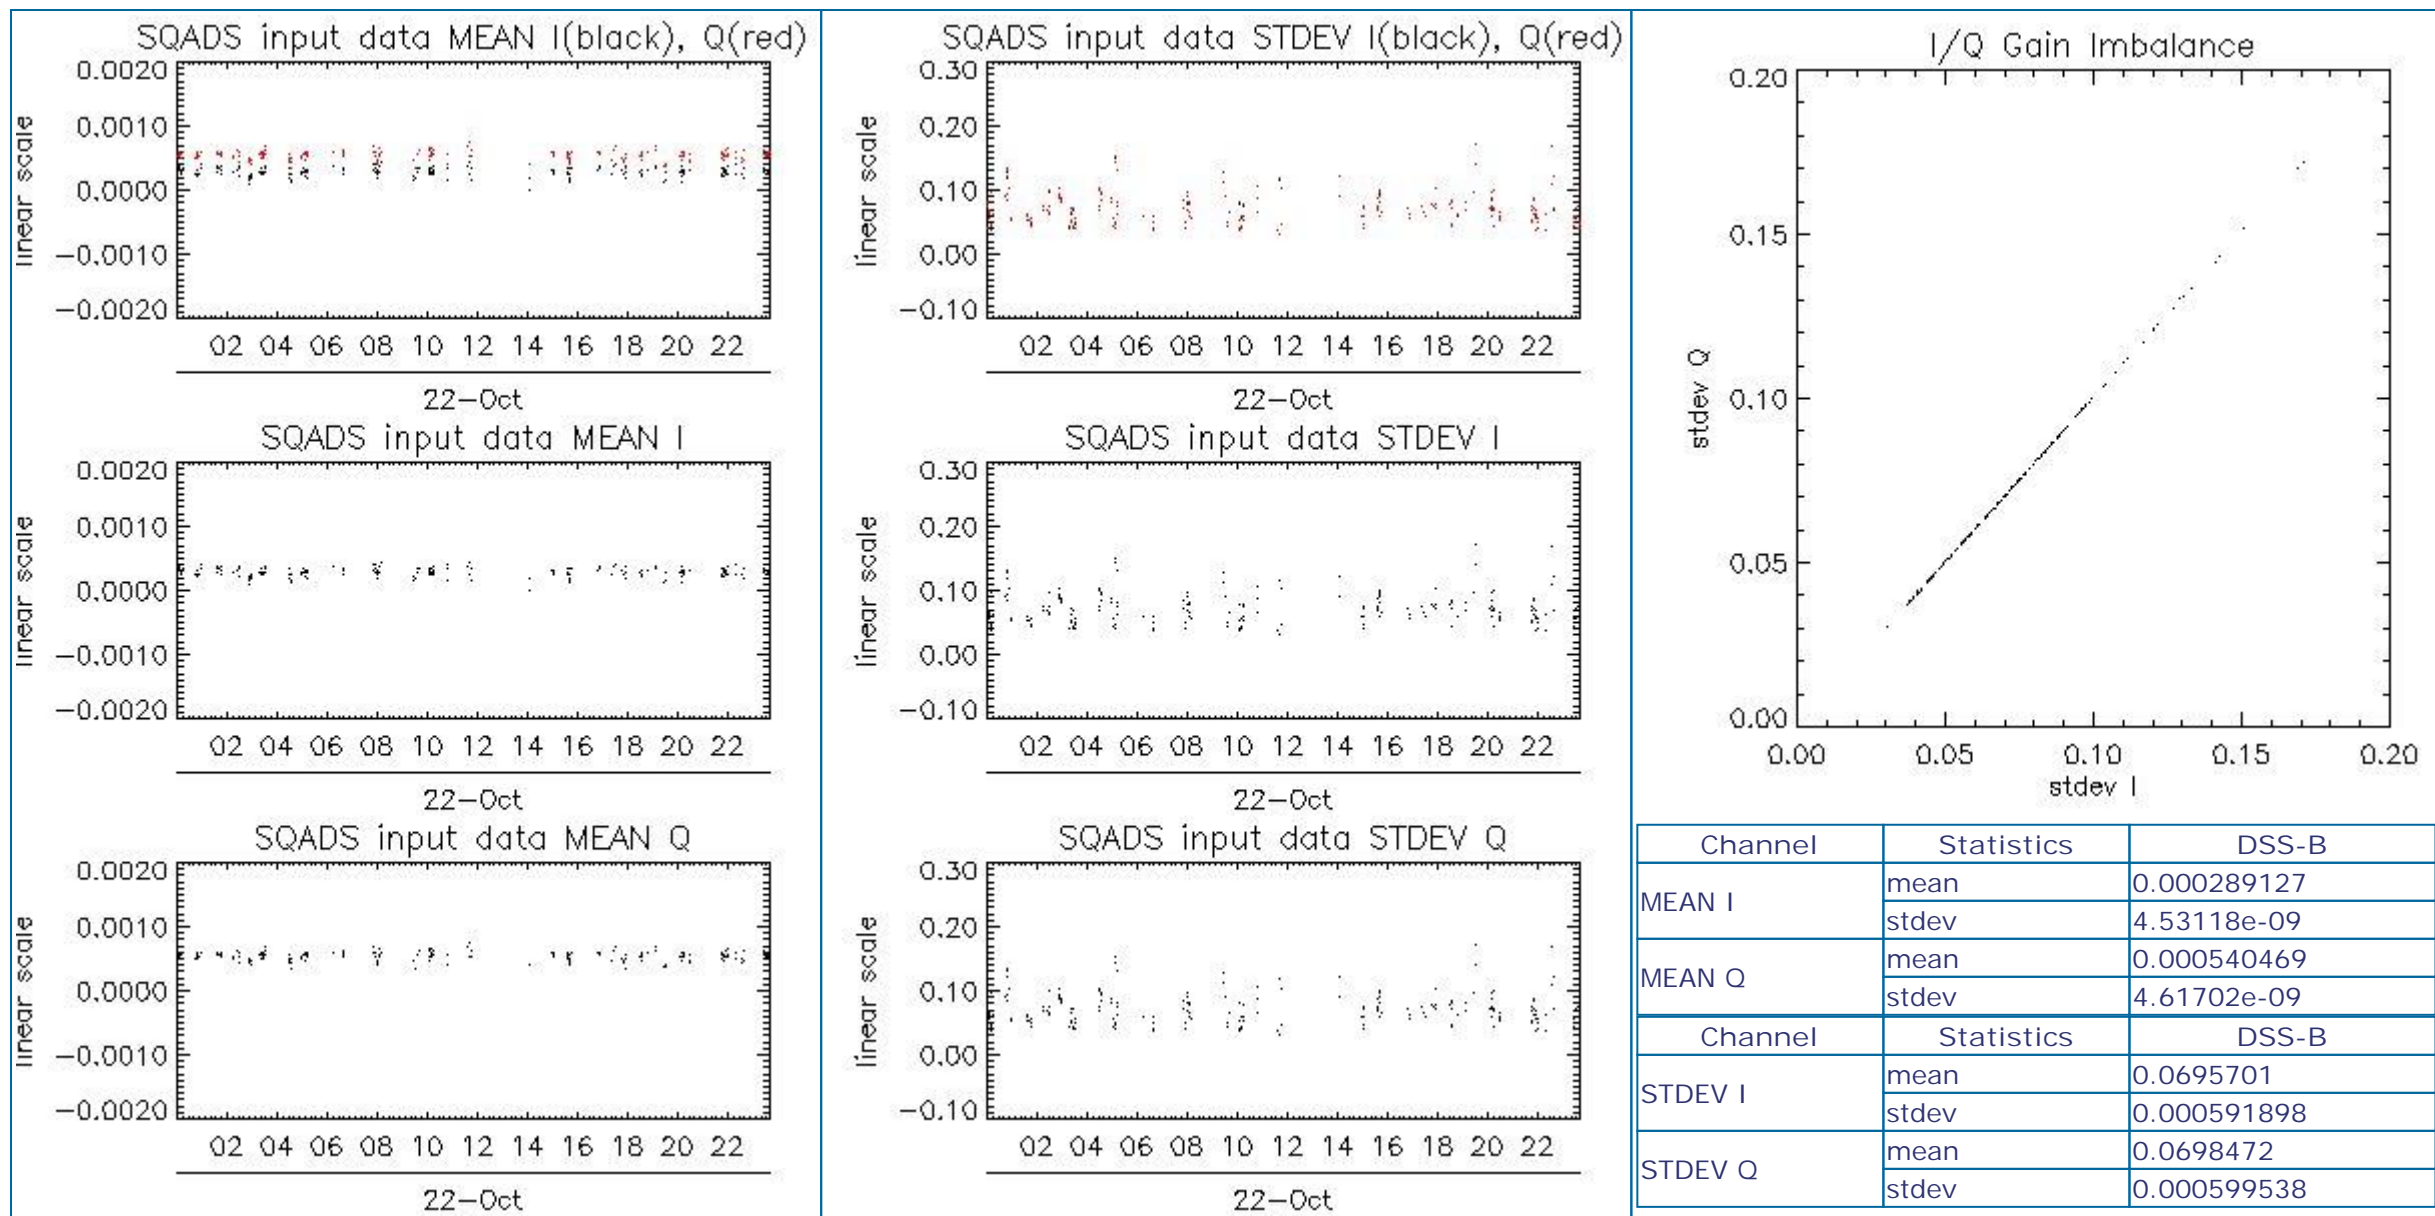 SQADS input data MEAN I(black), Q(red)
0.0020
0.0010
0.0000
−0.0010
−0.0020
linear scale
02 04 06 08 10 12 14 16 18 20 22
22−Oct
SQADS input data MEAN I
0.0020
0.0010
0.0000
−0.0010
−0.0020
linear scale
02 04 06 08 10 12 14 16 18 20 22
22−Oct
SQADS input data MEAN Q
0.0020
0.0010
0.0000
−0.0010
−0.0020
linear scale
02 04 06 08 10 12 14 16 18 20 22
22−Oct
SQADS input data STDEV I(black), Q(red)
0.30
0.20
0.10
0.00
−0.10
linear scale
02 04 06 08 10 12 14 16 18 20 22
22−Oct
SQADS input data STDEV I
0.30
0.20
0.10
0.00
−0.10
linear scale
02 04 06 08 10 12 14 16 18 20 22
22−Oct
SQADS input data STDEV Q
0.30
0.20
0.10
0.00
−0.10
linear scale
02 04 06 08 10 12 14 16 18 20 22
22−Oct
I/Q Gain Imbalance
0.20
0.15
0.10
0.05
0.00
stdev Q
0.00 0.05 0.10 0.15 0.20
stdev I
Channel Statistics DSS-B
MEAN I mean 0.000289127
stdev 4.53118e-09
MEAN Q mean 0.000540469
stdev 4.61702e-09
Channel Statistics DSS-B
STDEV I mean 0.0695701
stdev 0.000591898
STDEV Q mean 0.0698472
stdev 0.000599538